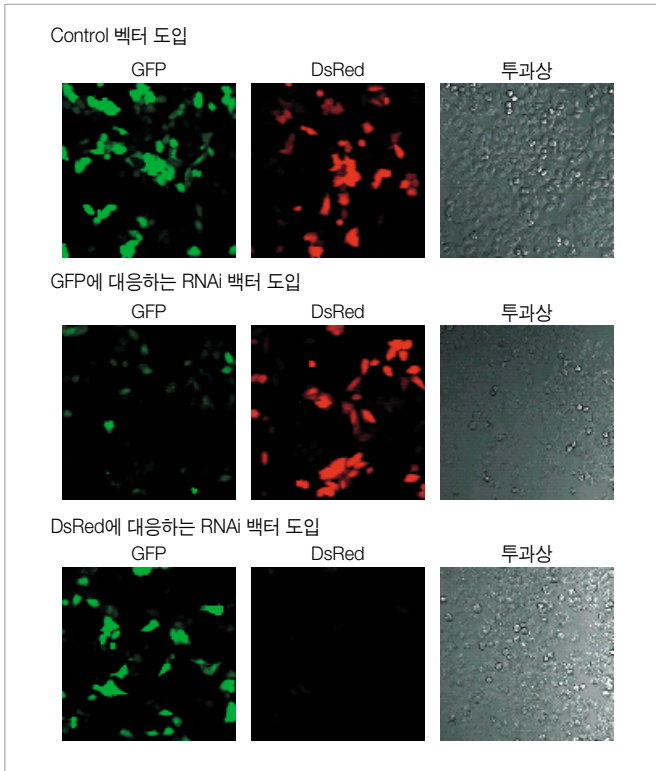 Control 벡터 도입
GFP DsRed 투과상
GFP에 대응하는 RNAi 백터 도입
GFP DsRed 투과상
DsRed에 대응하는 RNAi 백터 도입
GFP DsRed 투과상